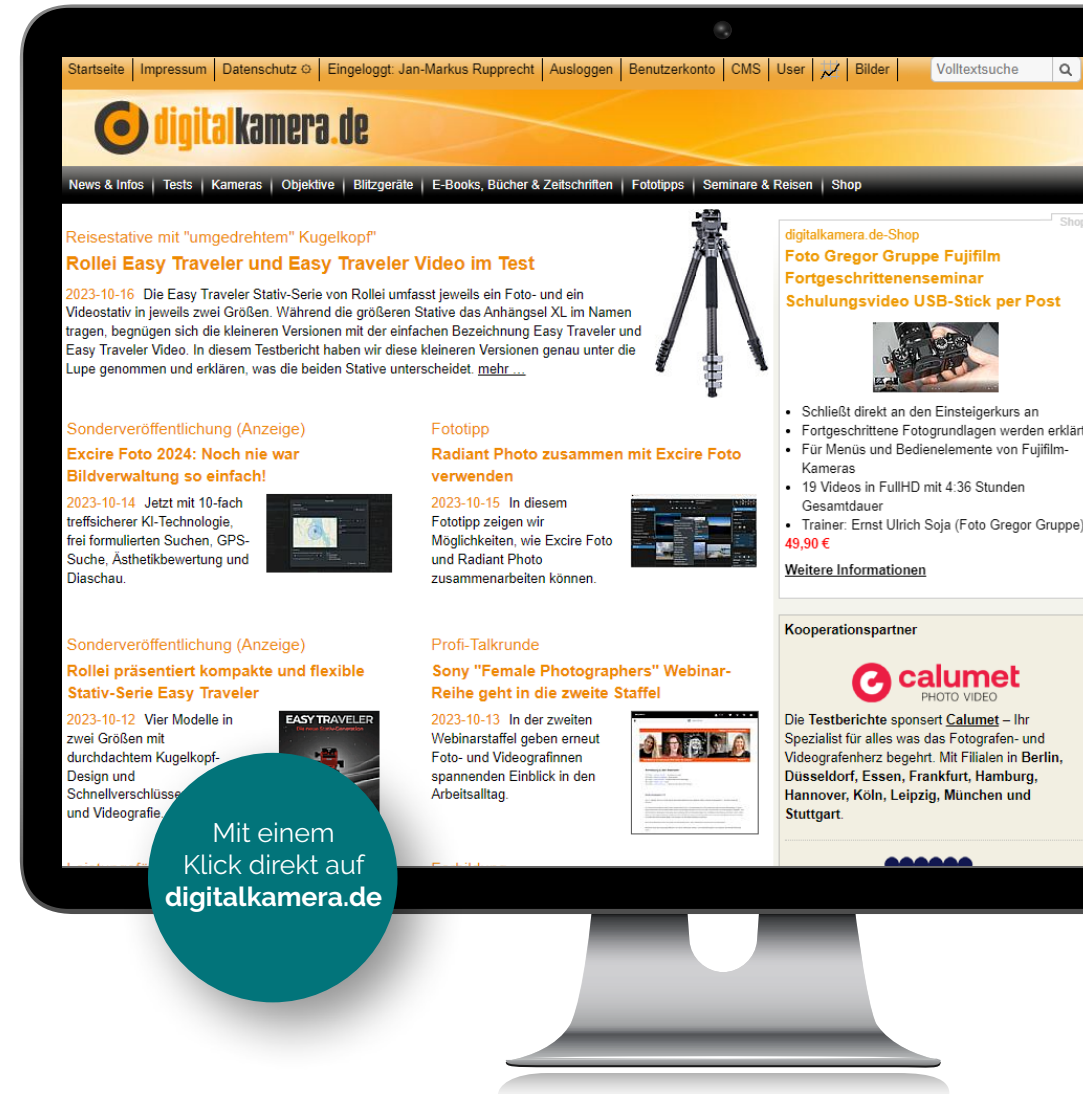 Startseite Impressum Datenschutz Eingeloggt: Jan-Markus Rupprecht Ausloggen Benutzerkonto CMS User Bilder Volltextsuche
digitalkamera.de
News & Infos Tests Kameras Objektive Blitzgeräte E-Books, Bücher & Zeitschriften Fototipps Seminare & Reisen Shop
Reisestative mit "umgedrehtem" Kugelkopf"
Rollei Easy Traveler und Easy Traveler Video im Test
2023-10-16 Die Easy Traveler Stativ-Serie von Rollei umfasst jeweils ein Foto- und ein
Videostativ in jeweils zwei Größen. Während die größeren Stative das Anhängsel XL im Namen
tragen, begnügen sich die kleineren Versionen mit der einfachen Bezeichnung Easy Traveler und
Easy Traveler Video. In diesem Testbericht haben wir diese kleineren Versionen genau unter die
Lupe genommen und erklären, was die beiden Stative unterscheidet. mehr ...
Sonderveröffentlichung (Anzeige)
Excire Foto 2024: Noch nie war
Bildverwaltung so einfach!
2023-10-14 Jetzt mit 10-fach
treffsicherer KI-Technologie,
frei formulierten Suchen, GPS-
Suche, Ästhetikbewertung und
Diaschau.
Fototipp
Radiant Photo zusammen mit Excire Foto
verwenden
2023-10-15 In diesem
Fototipp zeigen wir
Möglichkeiten, wie Excire Foto
und Radiant Photo
zusammenarbeiten können.
Sonderveröffentlichung (Anzeige)
Rollei präsentiert kompakte und flexible
Stativ-Serie Easy Traveler
2023-10-12 Vier Modelle in
zwei Größen mit
durchdachtem Kugelkopf-
Design und
Schnellverschlüsse
und Videografie.
EASY TRAVELER
Profi-Talkrunde
Sony "Female Photographers" Webinar-
Reihe geht in die zweite Staffel
2023-10-13 In der zweiten
Webinarstaffel geben erneut
Foto- und Videografinnen
spannenden Einblick in den
Arbeitsalltag.
Shop
digitalkamera.de-Shop
Foto Gregor Gruppe Fujifilm
Fortgeschrittenenseminar
Schulungsvideo USB-Stick per Post
Schließt direkt an den Einsteigerkurs an
Fortgeschrittene Fotogrundlagen werden erklärt
Für Menüs und Bedienelemente von Fujifilm-
Kameras
19 Videos in FullHD mit 4:36 Stunden
Gesamtdauer
Trainer: Ernst Ulrich Soja (Foto Gregor Gruppe)
49,90 €
Weitere Informationen
Kooperationspartner
calumet
PHOTO VIDEO
Die Testberichte sponsert Calumet – Ihr
Spezialist für alles was das Fotografen- und
Videografenherz begehrt. Mit Filialen in Berlin,
Düsseldorf, Essen, Frankfurt, Hamburg,
Hannover, Köln, Leipzig, München und
Stuttgart.
Mit einem
Klick direkt auf
digitalkamera.de